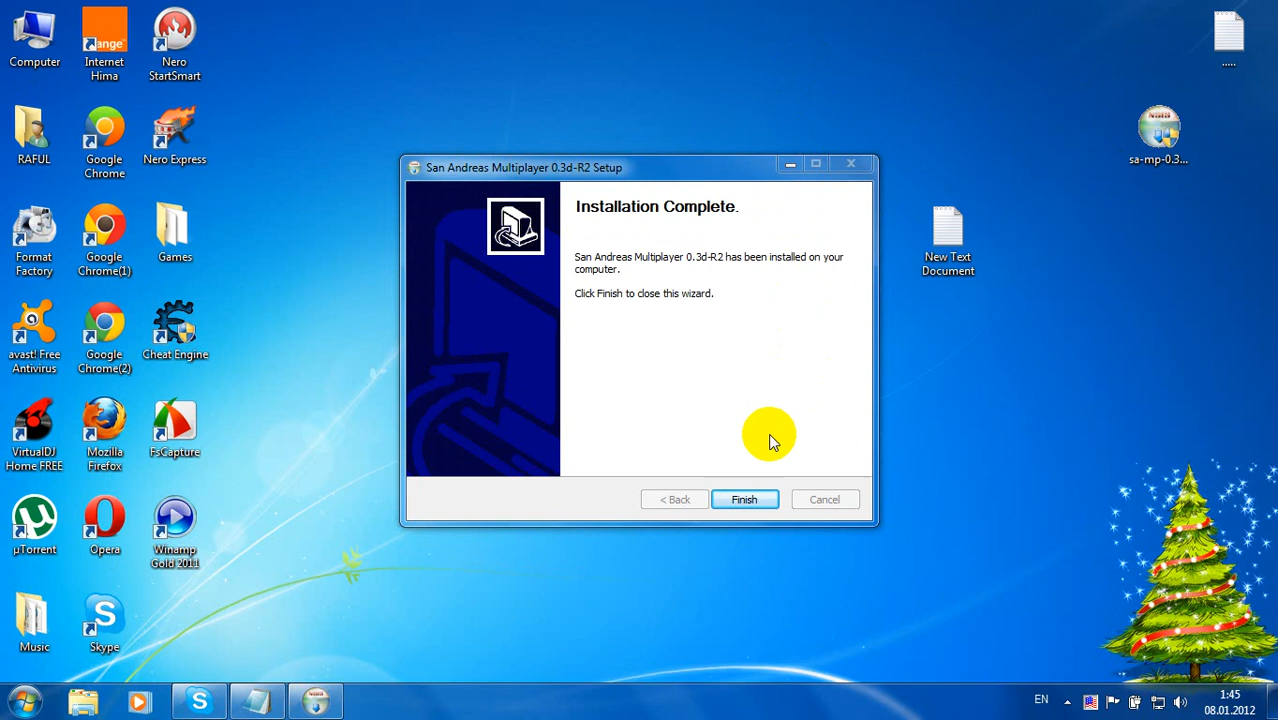 Computer
ange
Internet
Hima
Nero
StartSmart
RAFUL
Google
Chrome
Nero Express
Format
Factory
Google
Chrome(1)
Games
avast! Free
Antivirus
Google
Chrome(2)
Cheat Engine
VirtualDJ
Home FREE
Mozilla
Firefox
FsCapture
µTorrent
Opera
Winamp
Gold 2011
Music
Skype
San Andreas Multiplayer 0.3d-R2 Setup
Installation Complete.
San Andreas Multiplayer 0.3d-R2 has been installed on your
computer.
Click Finish to close this wizard.
< Back
Finish
Cancel
.....
NSIS
sa-mp-0.3...
New Text
Document
EN
1:45
08.01.2012